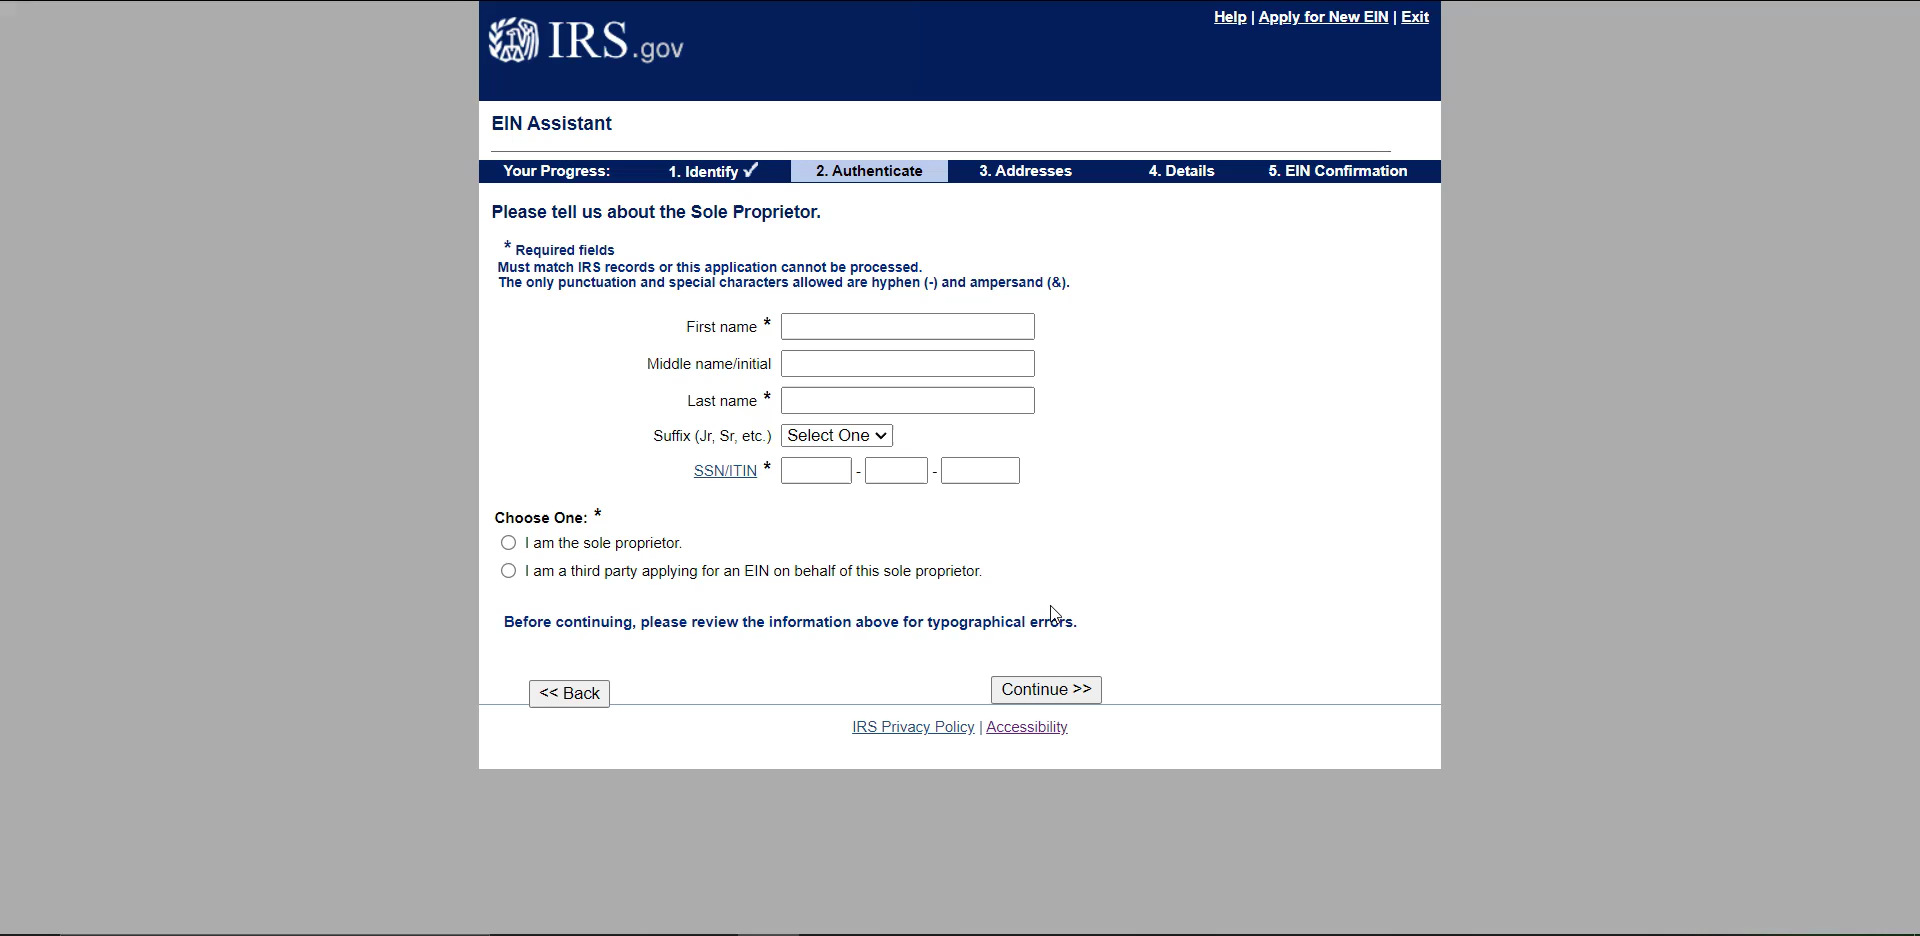 IRS.gov
Help | Apply for New EIN | Exit
EIN Assistant
Your Progress: 1. Identify ✓ 2. Authenticate 3. Addresses 4. Details 5. EIN Confirmation
Please tell us about the Sole Proprietor.
* Required fields
Must match IRS records or this application cannot be processed.
The only punctuation and special characters allowed are hyphen (-) and ampersand (&).
First name *
Middle name/initial
Last name *
Suffix (Jr, Sr, etc.) Select One
SSN/ITIN * - -
Choose One: *
I am the sole proprietor.
I am a third party applying for an EIN on behalf of this sole proprietor.
Before continuing, please review the information above for typographical errors.
<< Back Continue >>
IRS Privacy Policy | Accessibility